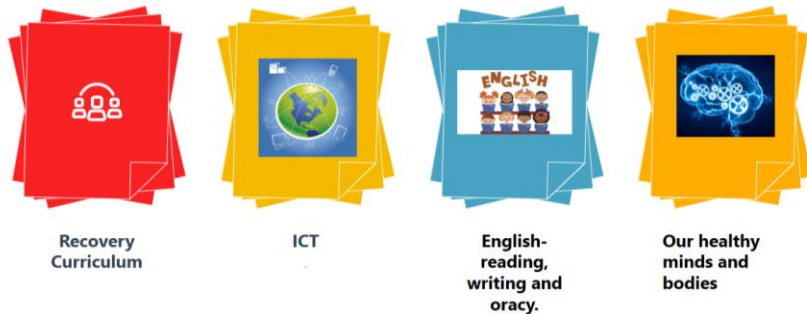 ENGLISH
Recovery
Curriculum
ICT
.
English-
reading,
writing and
oracy.
Our healthy
minds and
bodies